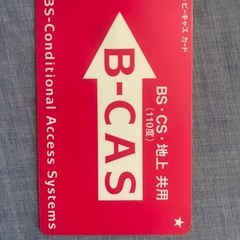 ビーキャス カード
BS・CS・地上 共用
(110度)
B-CAS
BS-Conditional Access Systems